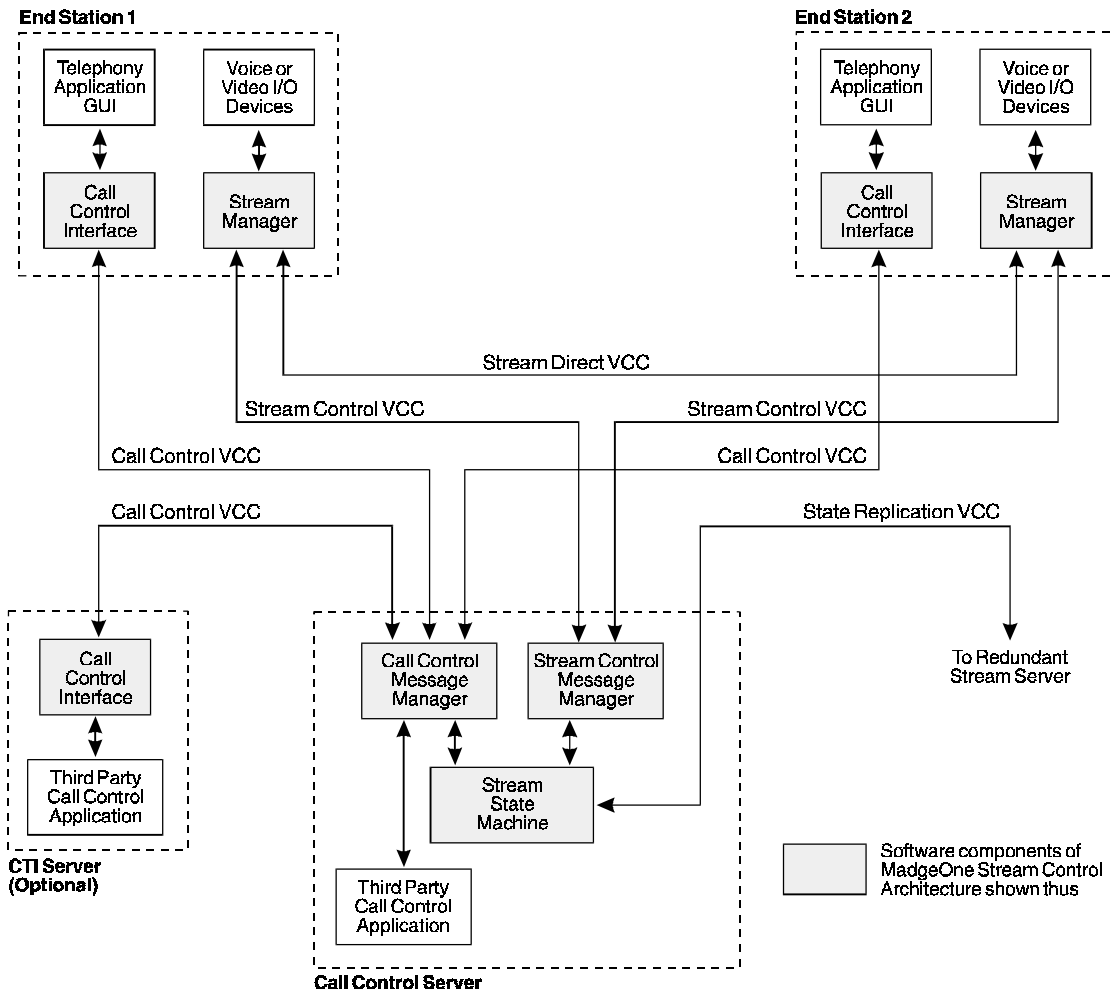 End Station 1
Telephony
Application
GUI
Voice or
Video I/O
Devices
Call
Control
Interface
Stream
Manager
End Station 2
Telephony
Application
GUI
Voice or
Video I/O
Devices
Call
Control
Interface
Stream
Manager
Stream Direct VCC
Stream Control VCC
Stream Control VCC
Call Control VCC
Call Control VCC
Call Control VCC
State Replication VCC
Call
Control
Interface
Third Party
Call Control
Application
CTI Server
(Optional)
Call Control
Message
Manager
Stream Control
Message
Manager
Stream
State
Machine
Third Party
Call Control
Application
Call Control Server
To Redundant
Stream Server
Software components of
MadgeOne Stream Control
Architecture shown thus